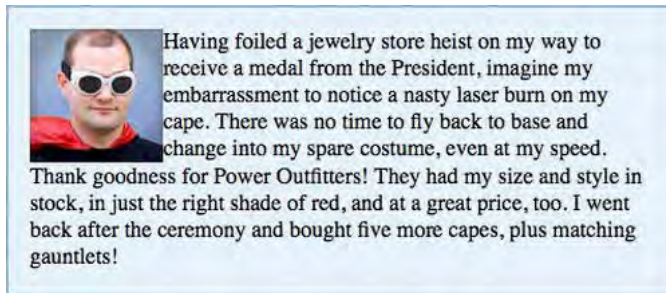 Having foiled a jewelry store heist on my way to
receive a medal from the President, imagine my
embarrassment to notice a nasty laser burn on my
cape. There was no time to fly back to base and
change into my spare costume, even at my speed.
Thank goodness for Power Outfitters! They had my size and style in
stock, in just the right shade of red, and at a great price, too. I went
back after the ceremony and bought five more capes, plus matching
gauntlets!